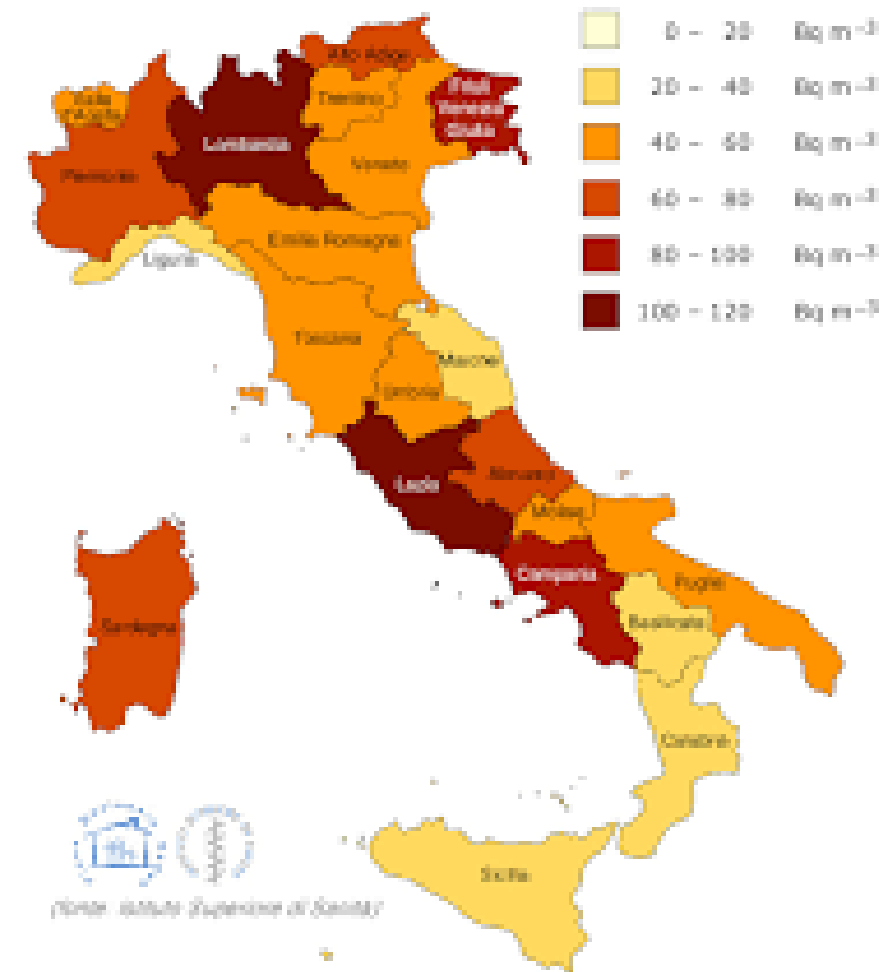 0 – 20 Bq m⁻³
20 – 40 Bq m⁻³
40 – 60 Bq m⁻³
60 – 80 Bq m⁻³
80 – 100 Bq m⁻³
100 – 120 Bq m⁻³
Alto Adige
Valle
d'Aosta
Trentino
Friuli
Venezia
Giulia
Lombardia
Veneto
Piemonte
Emilia Romagna
Liguria
Toscana
Marche
Umbria
Abruzzo
Lazio
Molise
Campania
Puglia
Basilicata
Sardegna
Calabria
Sicilia
(fonte: Istituto Superiore di Sanità)